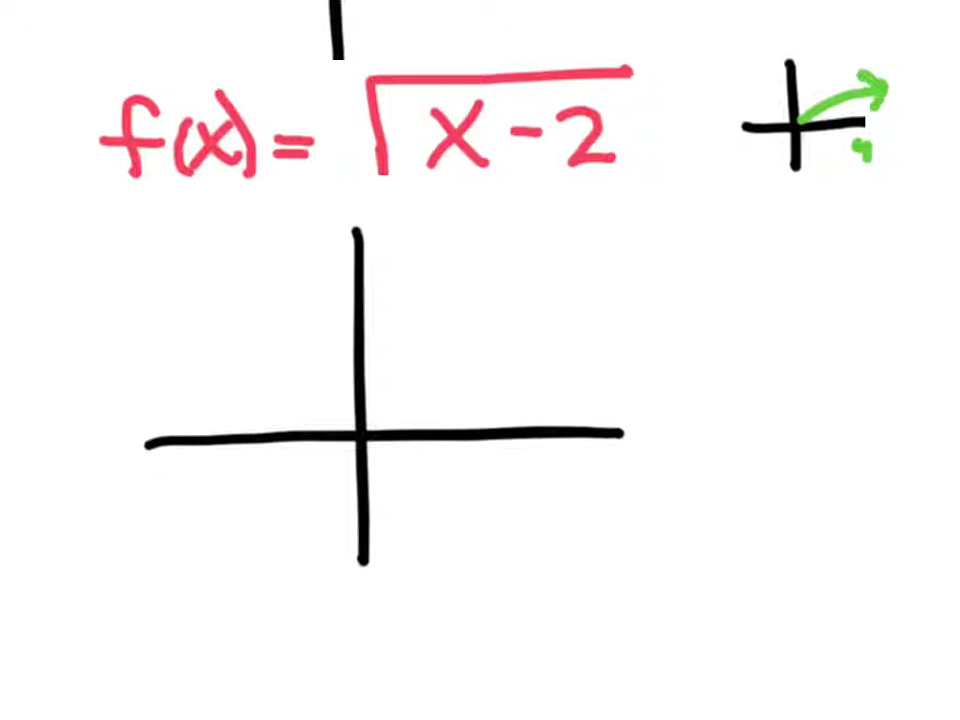 f(x) = √x - 2